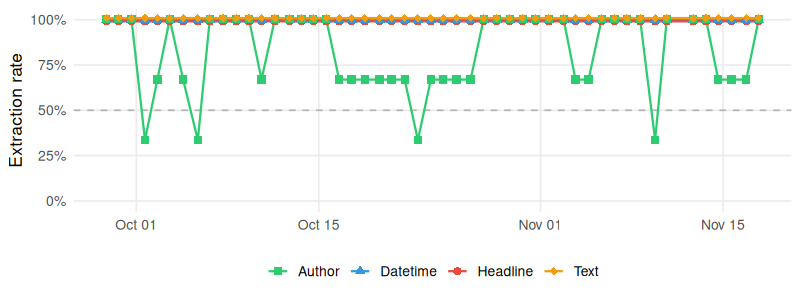 Extraction rate
100%
75%
50%
25%
0%
Oct 01 Oct 15 Nov 01 Nov 15
Author Datetime Headline Text